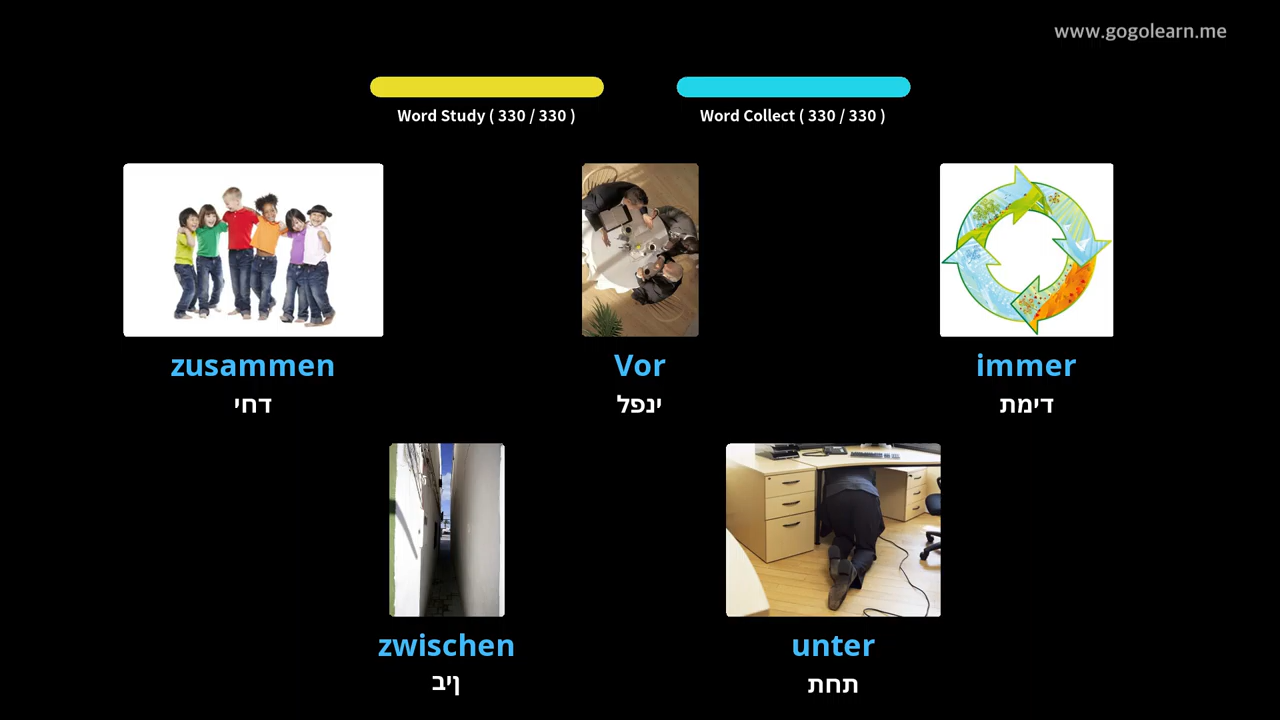 www.gogolearn.me
Word Study ( 330 / 330 )
Word Collect ( 330 / 330 )
zusammen
דחי
Vor
ינפל
immer
דימת
zwischen
ןיב
unter
תחת